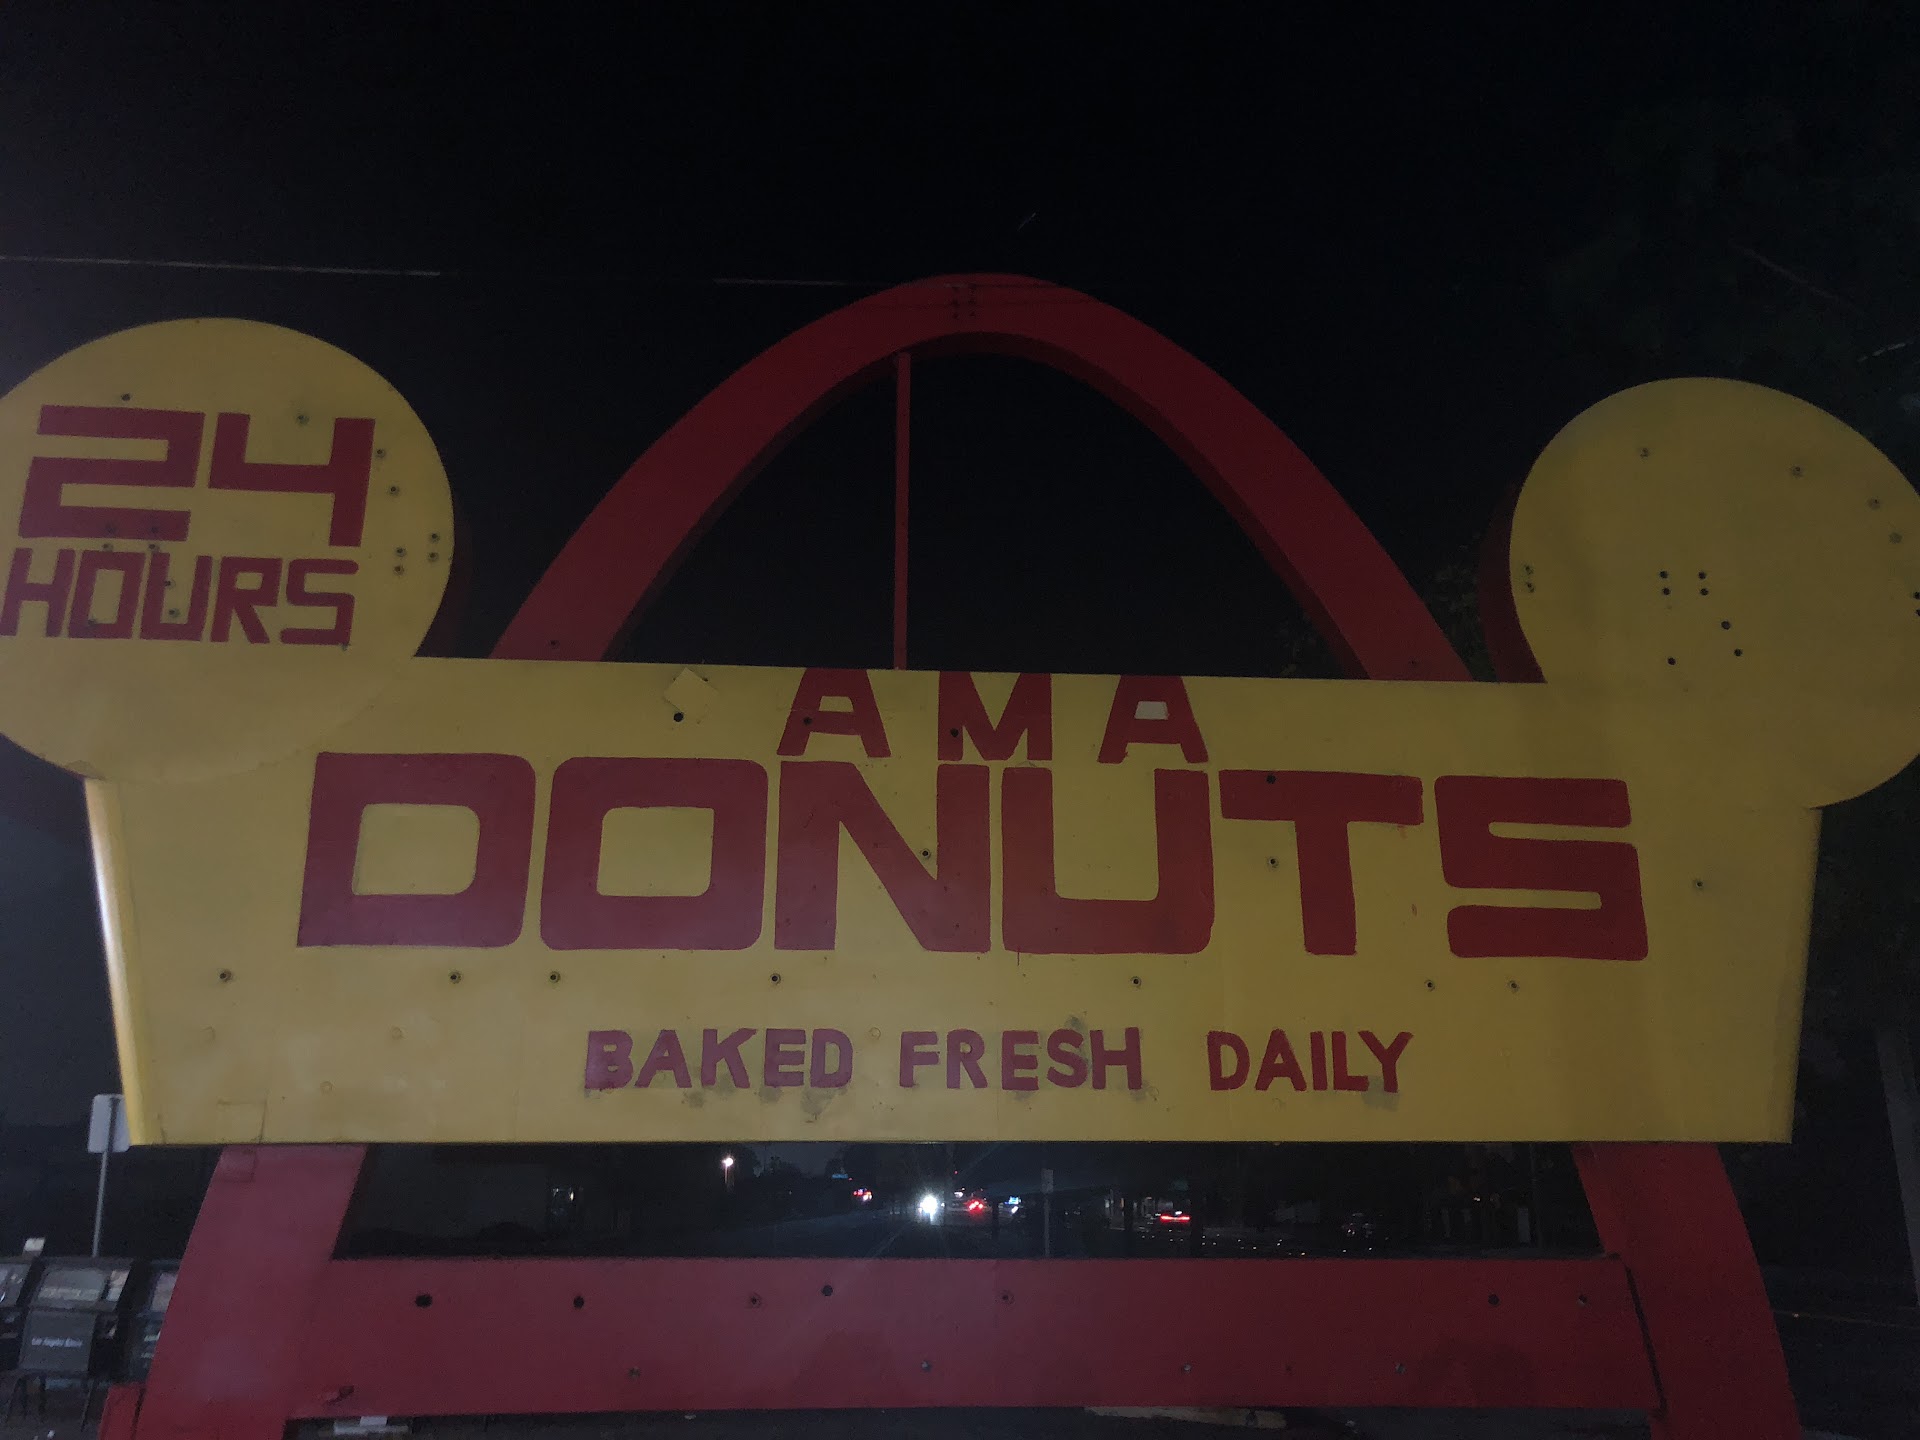 24
HOURS
AMA
DONUTS
BAKED FRESH DAILY